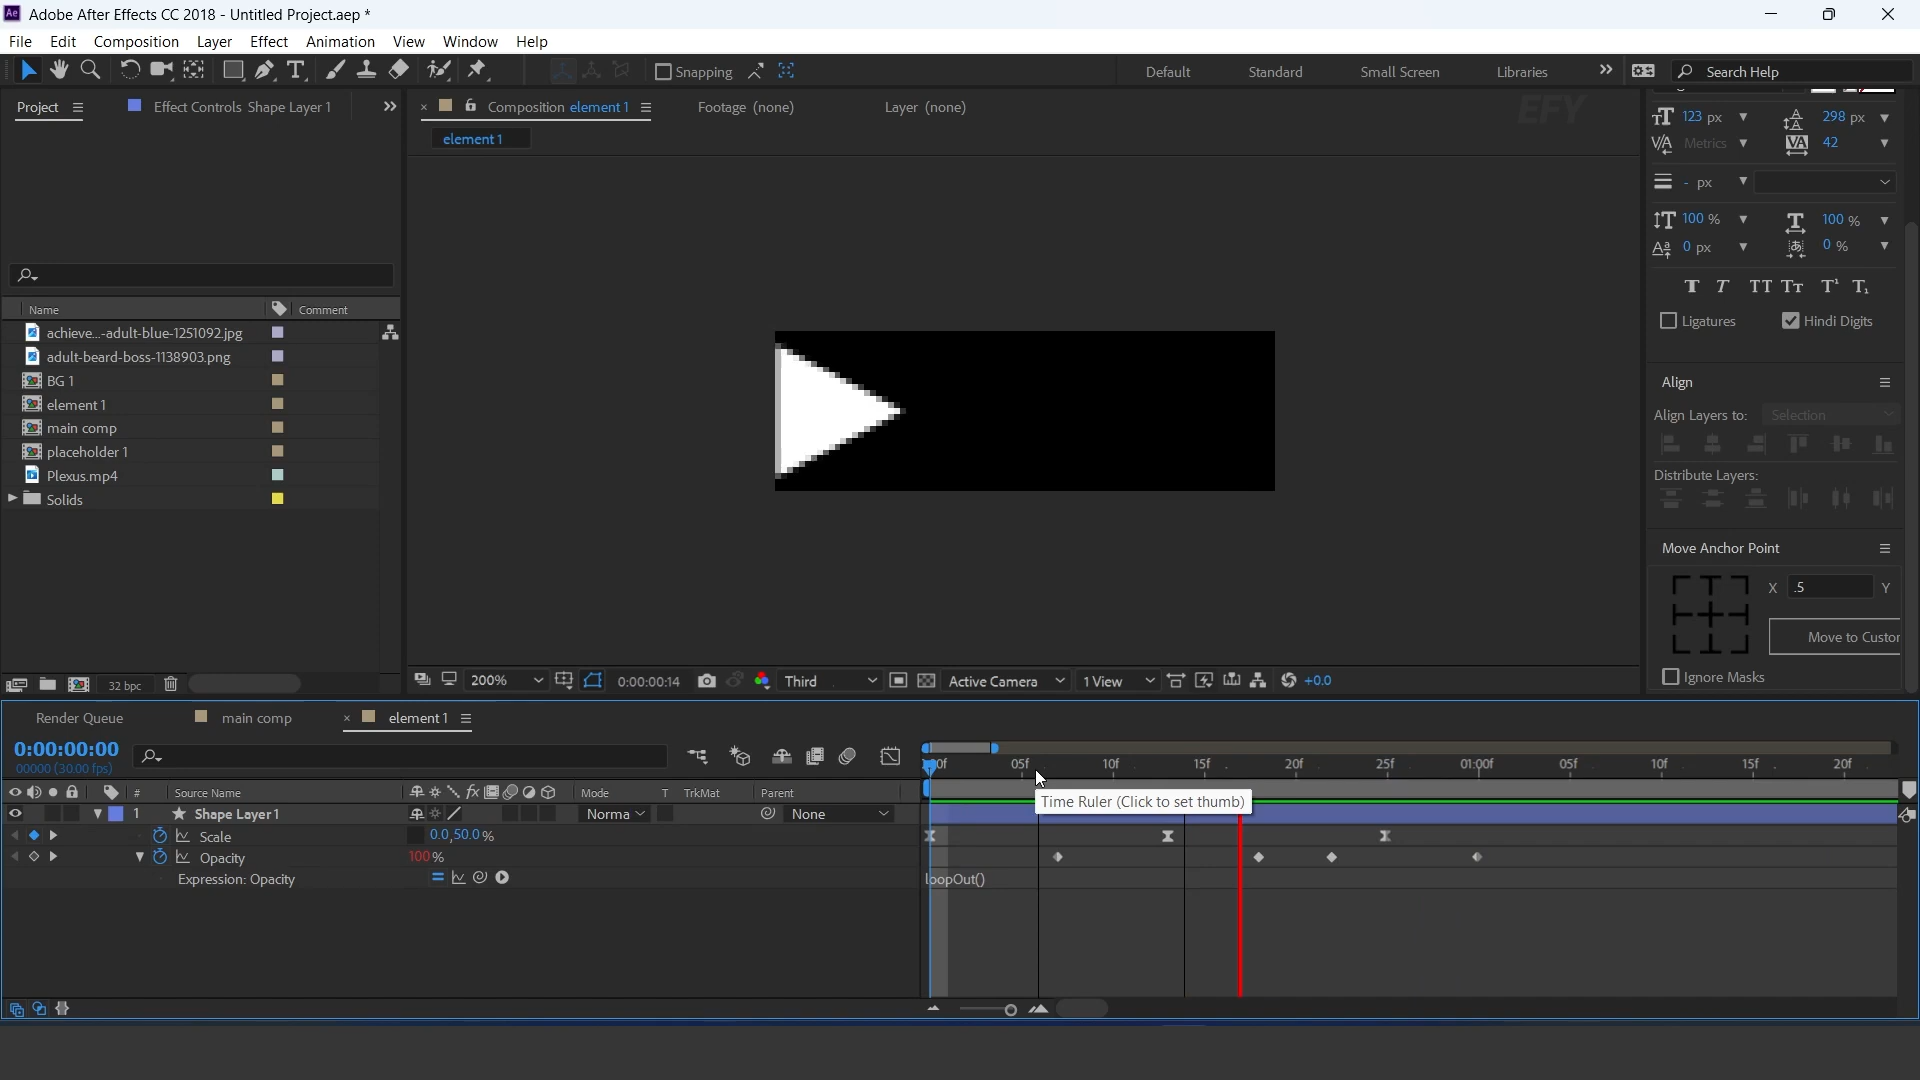 Ae Adobe After Effects CC 2018 - Untitled Project.aep *
File Edit Composition Layer Effect Animation View Window Help
Snapping Default Standard Small Screen Libraries Search Help
Project Effect Controls Shape Layer 1 Composition element 1 Footage (none) Layer (none) EFY
element 1
123 px 298 px
Metrics 42
- px
100 % 100 %
0 px 0 %
T T TT Tт T¹ T₁
Ligatures Hindi Digits
Name Comment
achieve...-adult-blue-1251092.jpg
adult-beard-boss-1138903.png
BG 1
element 1
main comp
placeholder 1
Plexus.mp4
Solids
Align
Align Layers to: Selection
Distribute Layers:
Move Anchor Point
X .5 Y
Move to Custor
Ignore Masks
32 bpc
200% 0:00:00:14 Third Active Camera 1 View +0.0
Render Queue main comp element 1
0:00:00:00
00000 (30.00 fps)
05f 10f 15f 20f 25f 01:00f 05f 10f 15f 20f
# Source Name fx Mode T TrkMat Parent
1 Shape Layer 1 Norma None
Time Ruler (Click to set thumb)
Scale 0.0,50.0 %
Opacity 100 %
Expression: Opacity loopOut()